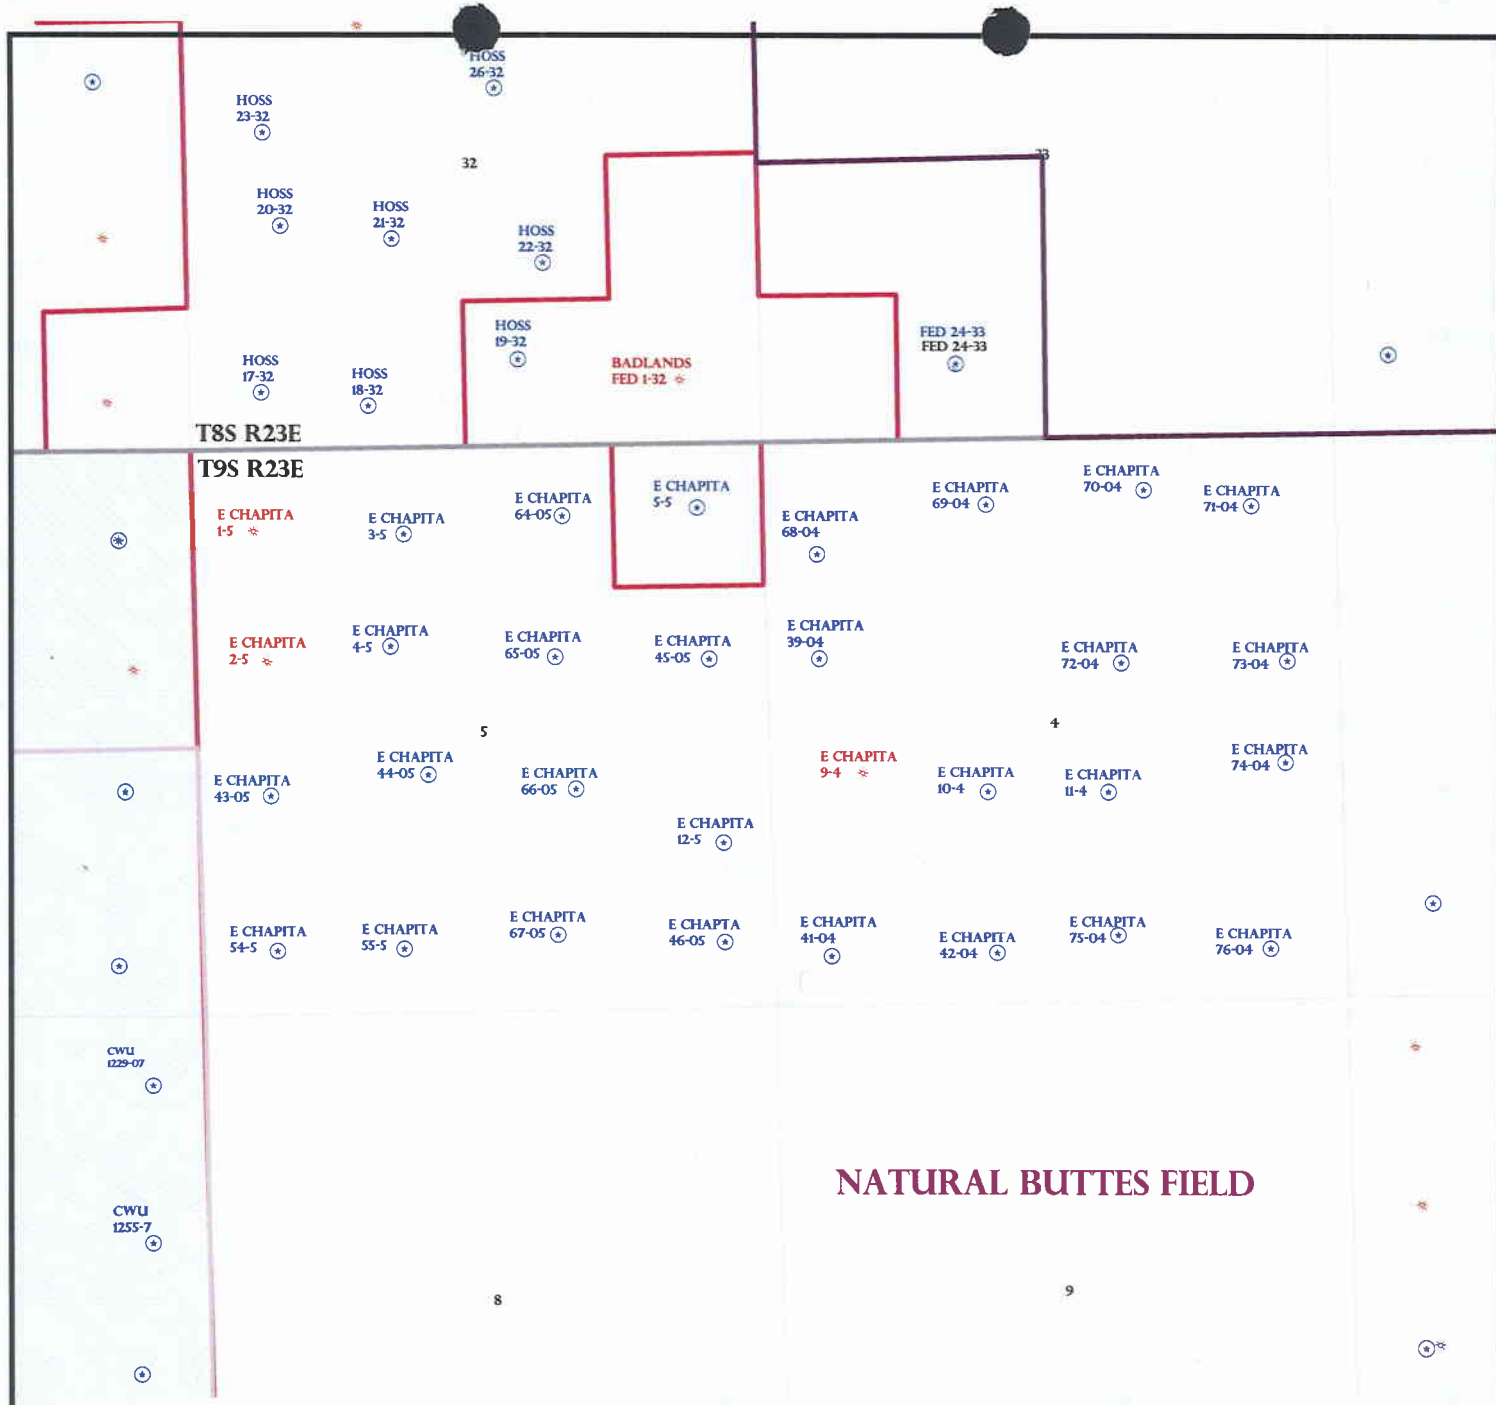 HOSS
26-32
HOSS
23-32
32
33
HOSS
20-32
HOSS
21-32
HOSS
22-32
HOSS
19-32
FED 24-33
FED 24-33
BADLANDS
FED 1-32
HOSS
17-32
HOSS
18-32
T8S R23E
T9S R23E
E CHAPITA
1-5
E CHAPITA
3-5
E CHAPITA
64-05
E CHAPITA
5-5
E CHAPITA
68-04
E CHAPITA
69-04
E CHAPITA
70-04
E CHAPITA
71-04
E CHAPITA
2-5
E CHAPITA
4-5
E CHAPITA
65-05
E CHAPITA
45-05
E CHAPITA
39-04
E CHAPITA
72-04
E CHAPITA
73-04
5
4
E CHAPITA
43-05
E CHAPITA
44-05
E CHAPITA
66-05
E CHAPITA
12-5
E CHAPITA
9-4
E CHAPITA
10-4
E CHAPITA
11-4
E CHAPITA
74-04
E CHAPITA
54-5
E CHAPITA
55-5
E CHAPITA
67-05
E CHAPTA
46-05
E CHAPITA
41-04
E CHAPITA
42-04
E CHAPITA
75-04
E CHAPITA
76-04
CWU
1229-07
NATURAL BUTTES FIELD
CWU
1255-7
8
9